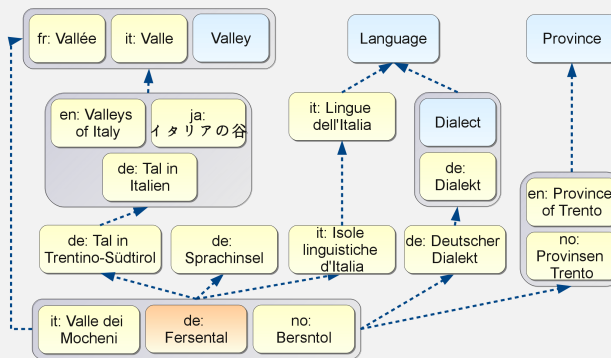 fr: Vallée
it: Valle
Valley
Language
Province
en: Valleys
of Italy
ja:
イタリアの谷
de: Tal in
Italien
it: Lingue
dell'Italia
Dialect
de:
Dialekt
en: Province
of Trento
no:
Provinsen
Trento
de: Tal in
Trentino-Südtirol
de:
Sprachinsel
it: Isole
linguistiche
d'Italia
de: Deutscher
Dialekt
it: Valle dei
Mocheni
de:
Fersental
no:
Bersntol